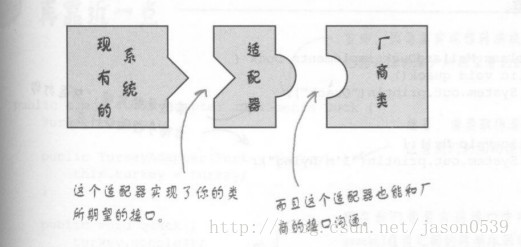 现有的
系统
适配器
厂商类
这个适配器实现了你的类
所期望的接口。
而且这个适配器也能和厂
商的接口沟通
http://blog.csdn.net/jason0539